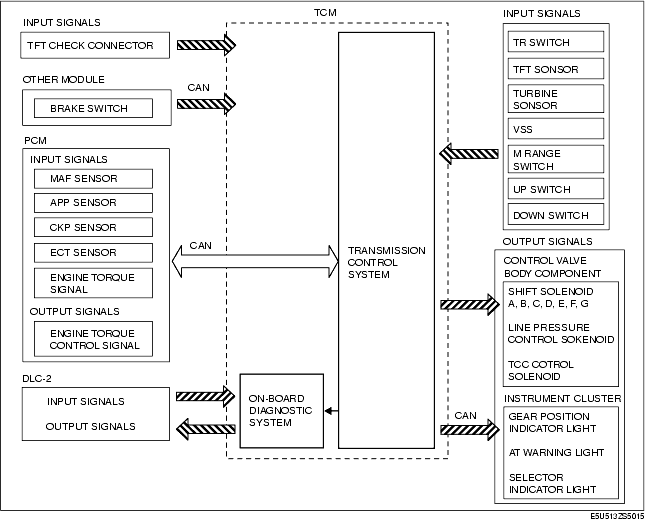 INPUT SIGNALS
TFT CHECK CONNECTOR
OTHER MODULE
BRAKE SWITCH
CAN
PCM
INPUT SIGNALS
MAF SENSOR
APP SENSOR
CKP SENSOR
ECT SENSOR
ENGINE TORQUE
SIGNAL
OUTPUT SIGNALS
ENGINE TORQUE
CONTROL SIGNAL
CAN
DLC-2
INPUT SIGNALS
OUTPUT SIGNALS
TCM
TRANSMISSION
CONTROL
SYSTEM
ON-BOARD
DIAGNOSTIC
SYSTEM
INPUT SIGNALS
TR SWITCH
TFT SONSOR
TURBINE
SONSOR
VSS
M RANGE
SWITCH
UP SWITCH
DOWN SWITCH
OUTPUT SIGNALS
CONTROL VALVE
BODY COMPONENT
SHIFT SOLENOID
A, B, C, D, E, F, G
LINE PRESSURE
CONTROL SOKENOID
TCC COTROL
SOLENOID
INSTRUMENT CLUSTER
CAN
GEAR POSITION
INDICATOR LIGHT
AT WARNING LIGHT
SELECTOR
INDICATOR LIGHT
E5U513ZS5015